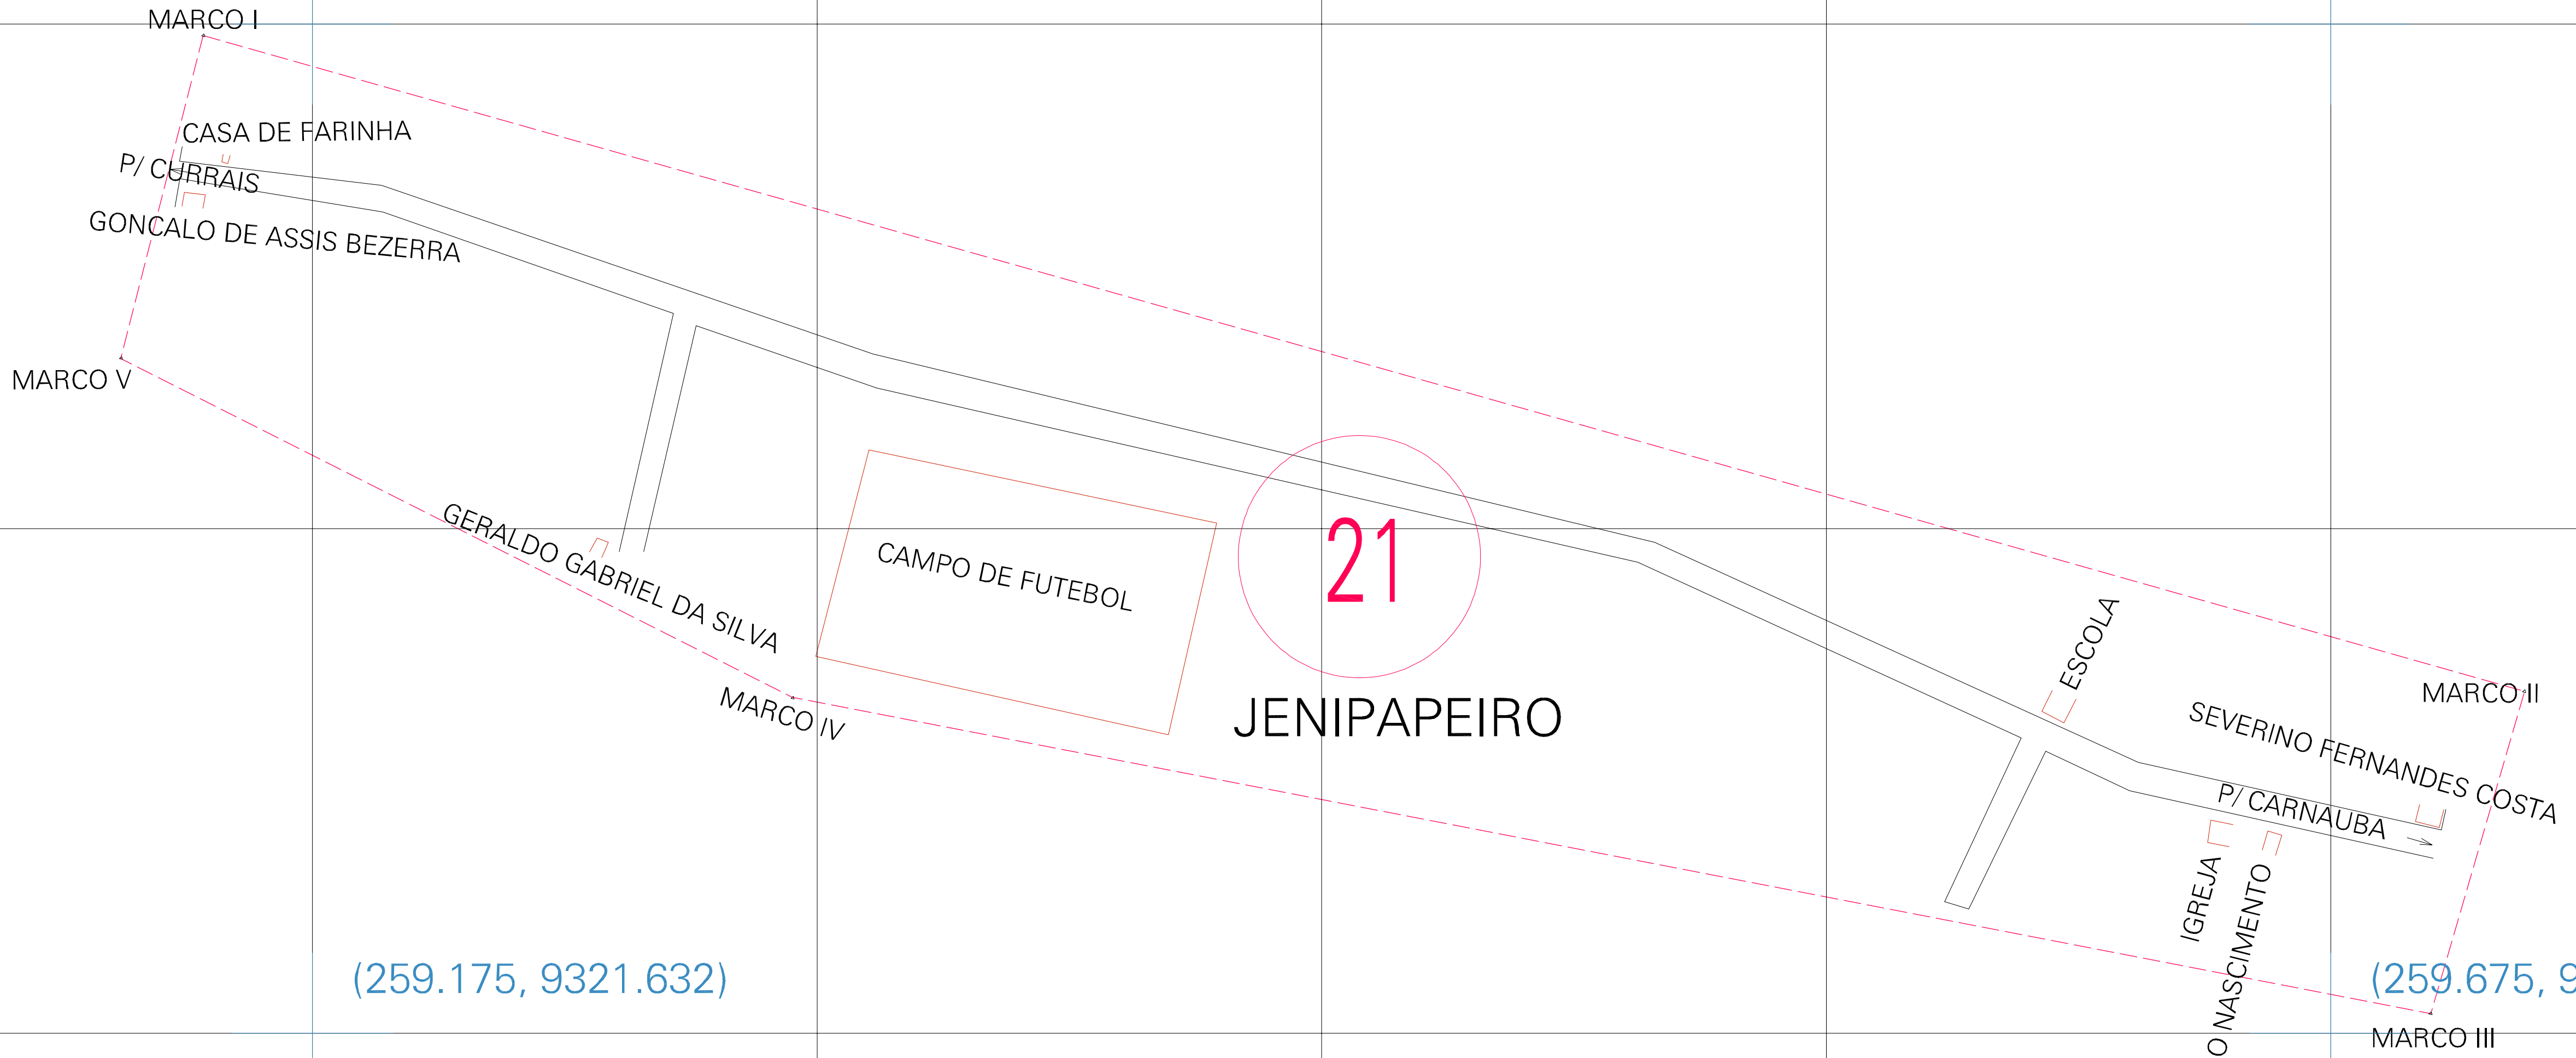 MARCO I
CASA DE FARINHA
P/ CURRAIS
GONCALO DE ASSIS BEZERRA
MARCO V
GERALDO GABRIEL DA SILVA
CAMPO DE FUTEBOL
21
MARCO IV
JENIPAPEIRO
ESCOLA
MARCO II
SEVERINO FERNANDES COSTA
P/ CARNAUBA
IGREJA
O NASCIMENTO
(259.175, 9321.632)
(259.675, 9
MARCO III